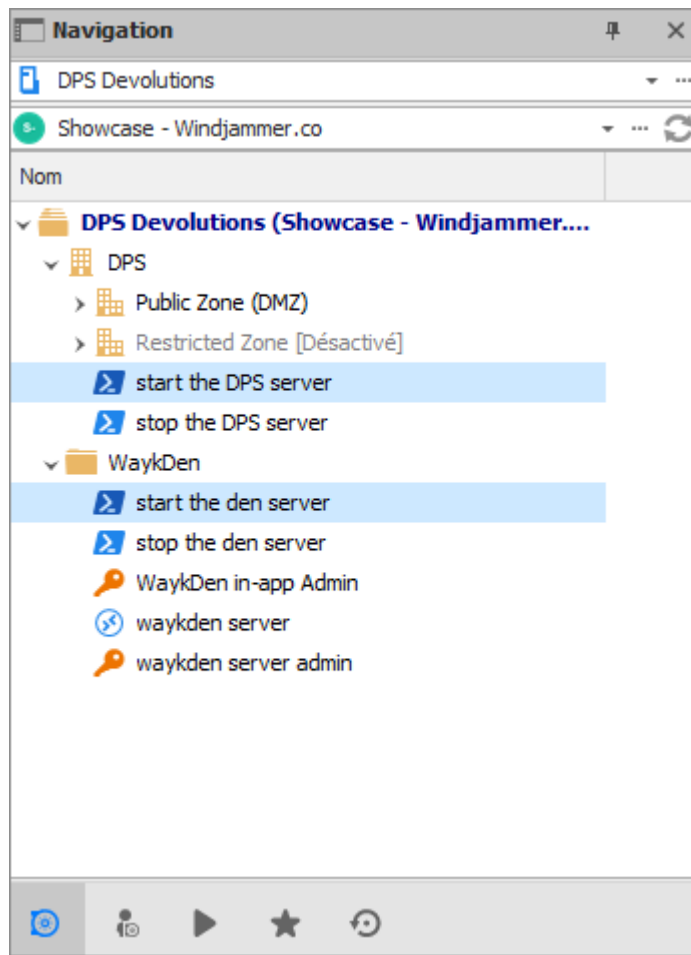 Navigation
DPS Devolutions
S-
Showcase - Windjammer.co
Nom
DPS Devolutions (Showcase - Windjammer....
DPS
Public Zone (DMZ)
Restricted Zone [Désactivé]
start the DPS server
stop the DPS server
WaykDen
start the den server
stop the den server
WaykDen in-app Admin
waykden server
waykden server admin